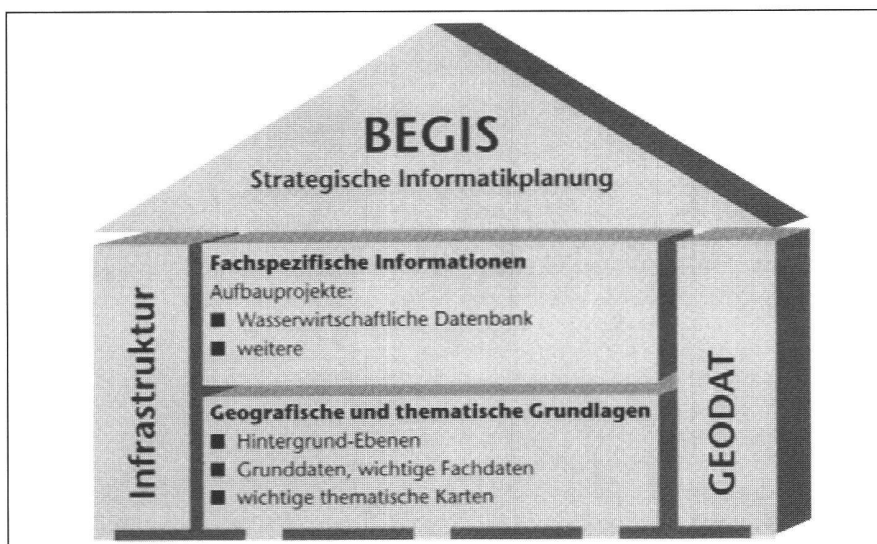 BEGIS
Strategische Informatikplanung
Infrastruktur
Fachspezifische Informationen
Aufbauprojekte:
■ Wasserwirtschaftliche Datenbank
■ weitere
Geografische und thematische Grundlagen
■ Hintergrund-Ebenen
■ Grunddaten, wichtige Fachdaten
■ wichtige thematische Karten
GEODAT